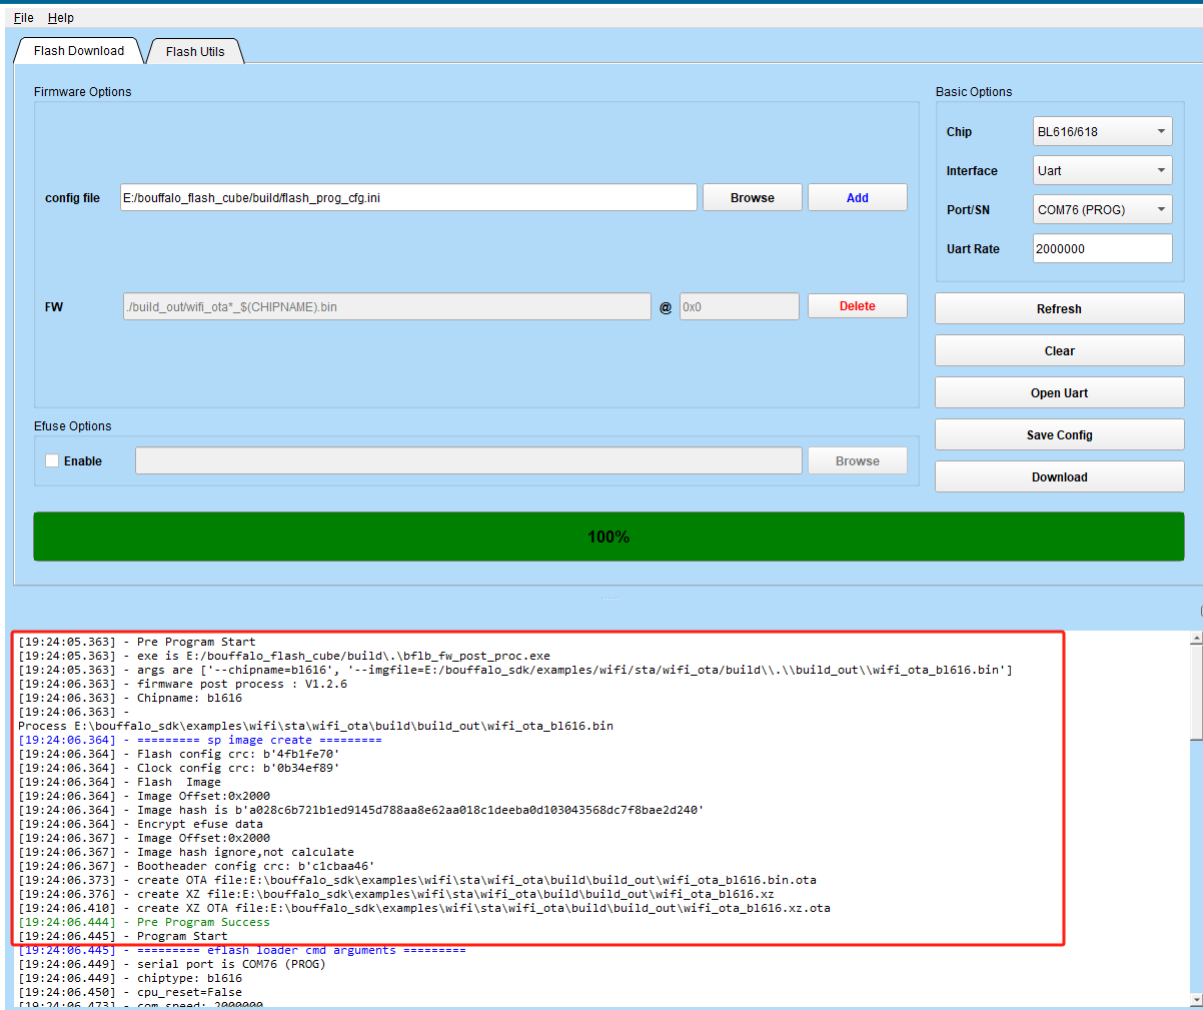 File Help
Flash Download Flash Utils
Firmware Options
Basic Options
Chip BL616/618
Interface Uart
config file E:/bouffalo_flash_cube/build/flash_prog_cfg.ini Browse Add
Port/SN COM76 (PROG)
Uart Rate 2000000
FW ./build_out/wifi_ota*_$(CHIPNAME).bin @ 0x0 Delete
Refresh
Clear
Open Uart
Efuse Options
Save Config
Enable Browse
Download
100%
[19:24:05.363] - Pre Program Start
[19:24:05.363] - exe is E:/bouffalo_flash_cube/build\.\bflb_fw_post_proc.exe
[19:24:05.363] - args are ['--chipname=bl616', '--imgfile=E:/bouffalo_sdk/examples/wifi/sta/wifi_ota/build\\.\\build_out\\wifi_ota_bl616.bin']
[19:24:06.363] - firmware post process : V1.2.6
[19:24:06.363] - Chipname: bl616
[19:24:06.363] -
Process E:\bouffalo_sdk\examples\wifi\sta\wifi_ota\build\build_out\wifi_ota_bl616.bin
[19:24:06.364] - ========= sp image create =========
[19:24:06.364] - Flash config crc: b'4fb1fe70'
[19:24:06.364] - Clock config crc: b'0b34ef89'
[19:24:06.364] - Flash  Image
[19:24:06.364] - Image Offset:0x2000
[19:24:06.364] - Image hash is b'a028c6b721b1ed9145d788aa8e62aa018c1deeba0d103043568dc7f8bae2d240'
[19:24:06.364] - Encrypt efuse data
[19:24:06.367] - Image Offset:0x2000
[19:24:06.367] - Image hash ignore,not calculate
[19:24:06.367] - Bootheader config crc: b'c1cbaa46'
[19:24:06.373] - create OTA file:E:\bouffalo_sdk\examples\wifi\sta\wifi_ota\build\build_out\wifi_ota_bl616.bin.ota
[19:24:06.376] - create XZ file:E:\bouffalo_sdk\examples\wifi\sta\wifi_ota\build\build_out\wifi_ota_bl616.xz
[19:24:06.410] - create XZ OTA file:E:\bouffalo_sdk\examples\wifi\sta\wifi_ota\build\build_out\wifi_ota_bl616.xz.ota
[19:24:06.444] - Pre Program Success
[19:24:06.445] - Program Start
[19:24:06.445] - ========= eflash loader cmd arguments =========
[19:24:06.449] - serial port is COM76 (PROG)
[19:24:06.449] - chiptype: bl616
[19:24:06.450] - cpu_reset=False
[19:24:06.473] - com speed: 2000000